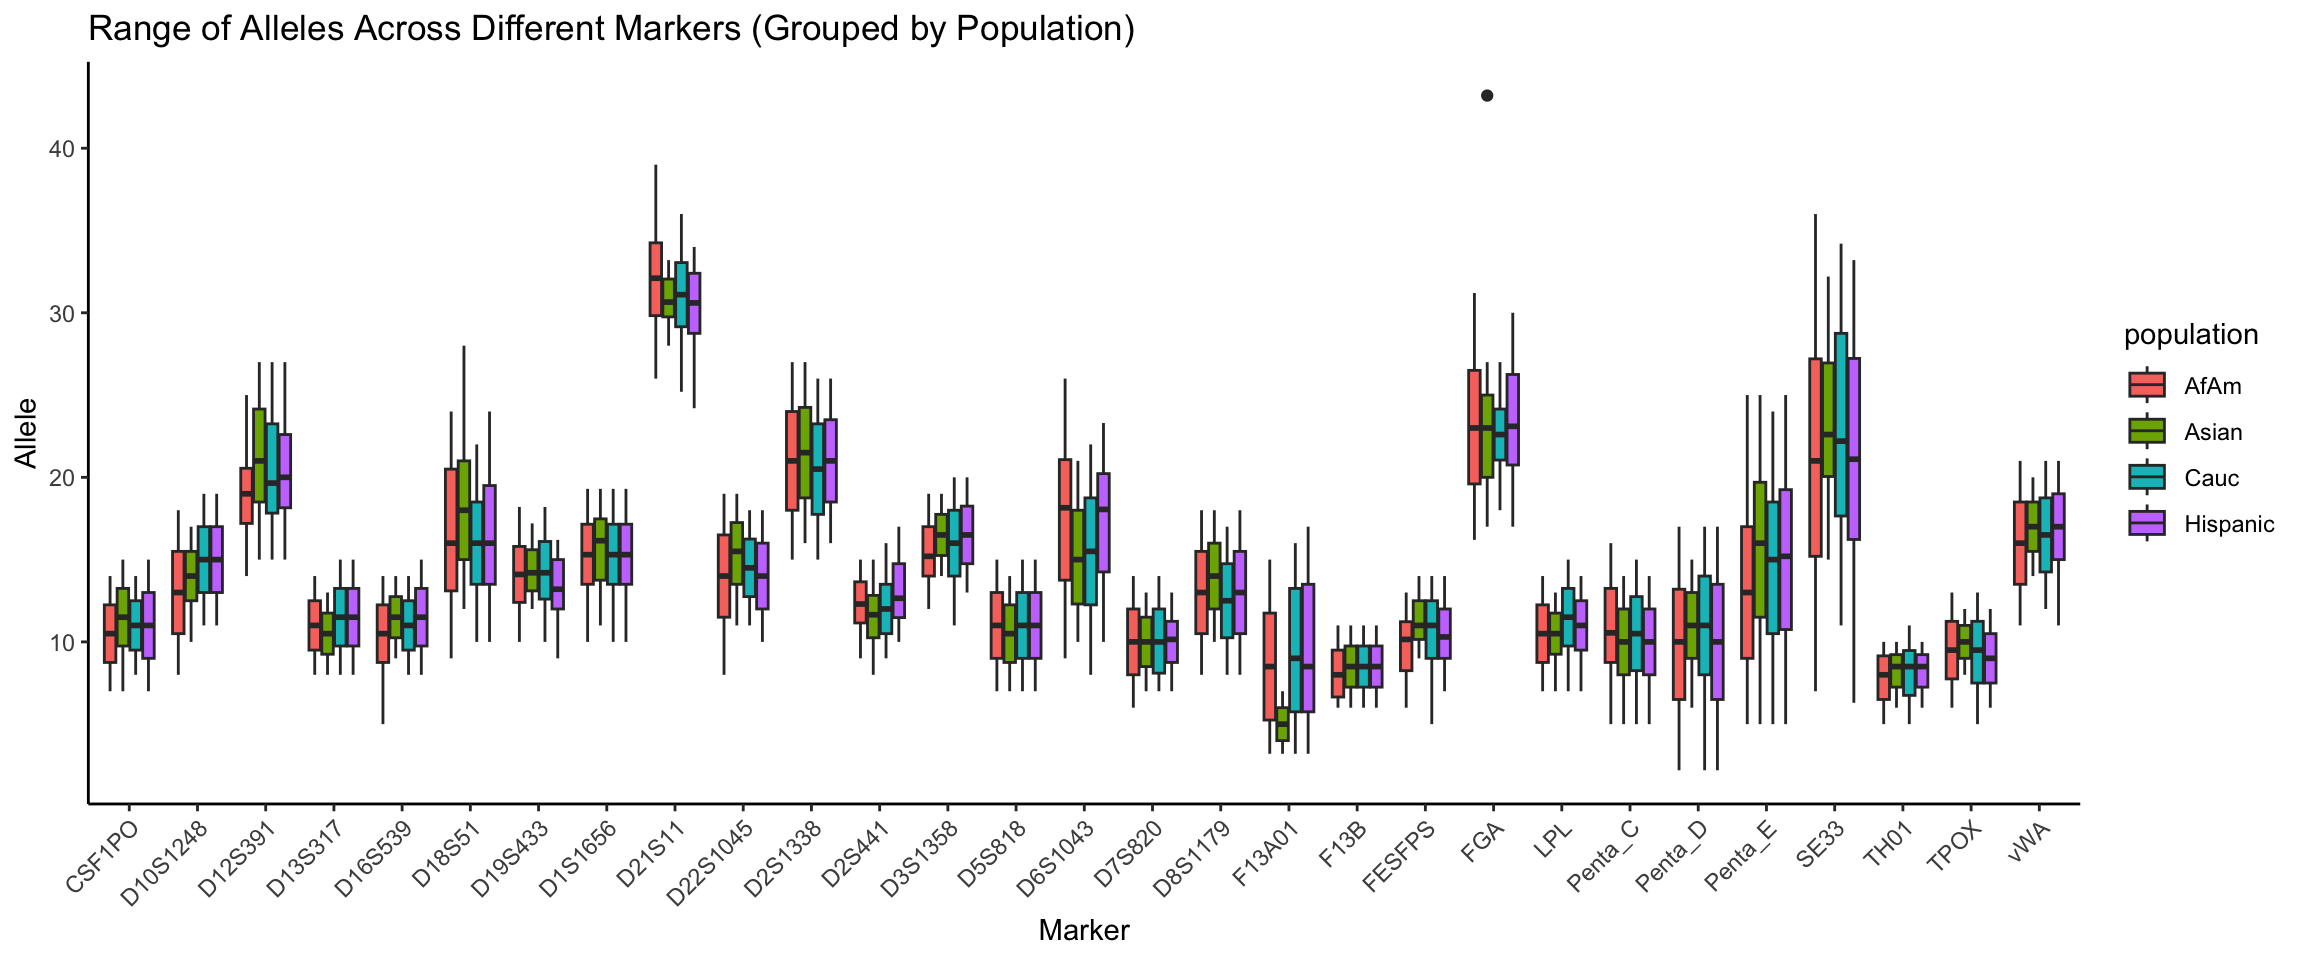 Range of Alleles Across Different Markers (Grouped by Population)
Allele
40
30
20
10
CSF1PO
D10S1248
D12S391
D13S317
D16S539
D18S51
D19S433
D1S1656
D21S11
D22S1045
D2S1338
D2S441
D3S1358
D5S818
D6S1043
D7S820
D8S1179
F13A01
F13B
FESFPS
FGA
LPL
Penta_C
Penta_D
Penta_E
SE33
TH01
TPOX
vWA
Marker
population
AfAm
Asian
Cauc
Hispanic